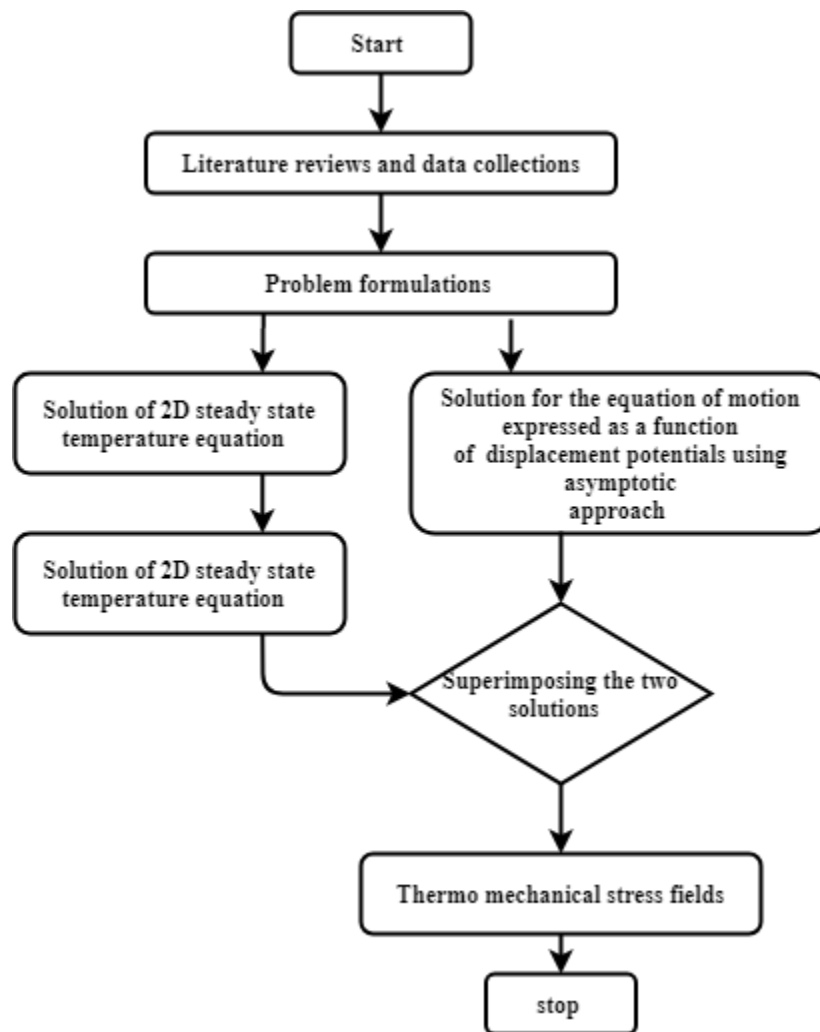 Start
Literature reviews and data collections
Problem formulations
Solution of 2D steady state
temperature equation
Solution for the equation of motion
expressed as a function
of displacement potentials using
asymptotic
approach
Solution of 2D steady state
temperature equation
Superimposing the two
solutions
Thermo mechanical stress fields
stop